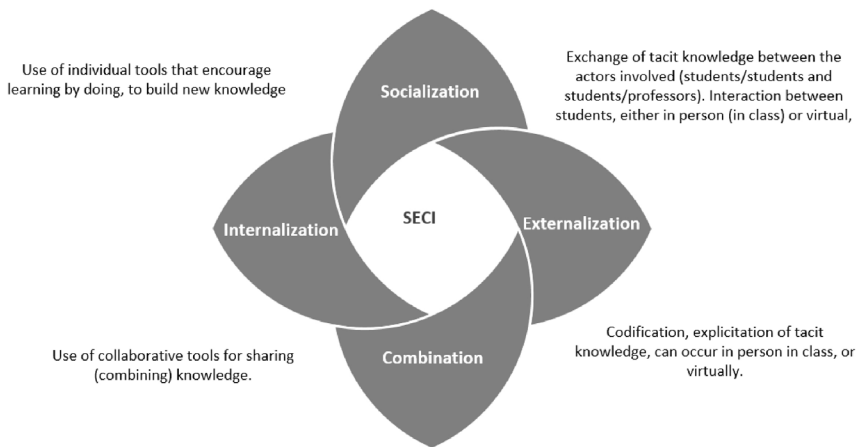 Use of individual tools that encourage
learning by doing, to build new knowledge
Socialization
Exchange of tacit knowledge between the
actors involved (students/students and
students/professors). Interaction between
students, either in person (in class) or virtual,
Internalization
SECI
Externalization
Use of collaborative tools for sharing
(combining) knowledge.
Combination
Codification, explicitation of tacit
knowledge, can occur in person in class, or
virtually.